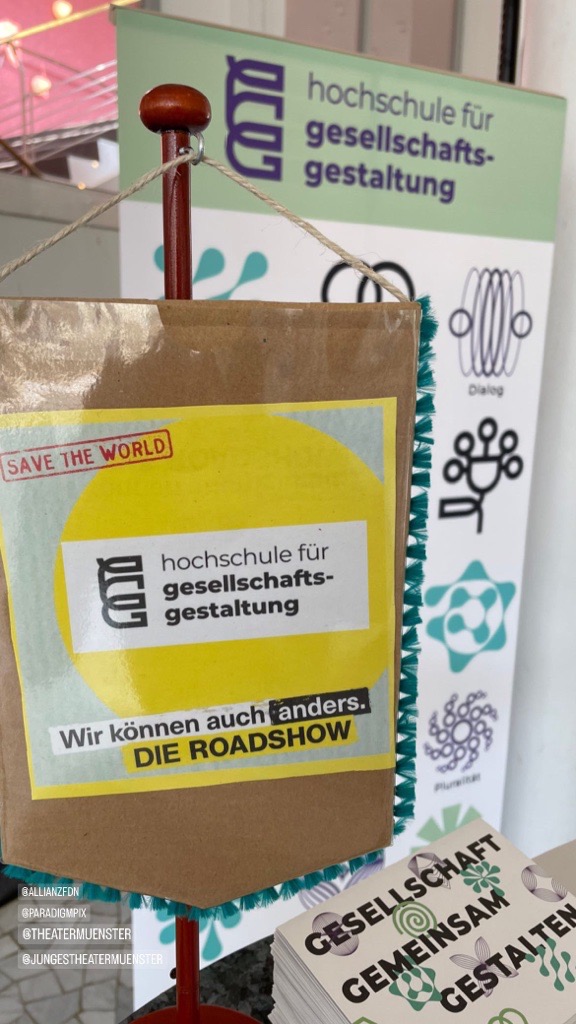 hochschule für
gesellschafts-
gestaltung
Dialog
Pluralität
SAVE THE WORLD
hochschule für
gesellschafts-
gestaltung
Wir können auch anders.
DIE ROADSHOW
GESELLSCHAFT
GEMEINSAM
GESTALTEN
@ALLIANZFDN
@PARADIGMPIX
@THEATERMUENSTER
@JUNGESTHEATERMUENSTER